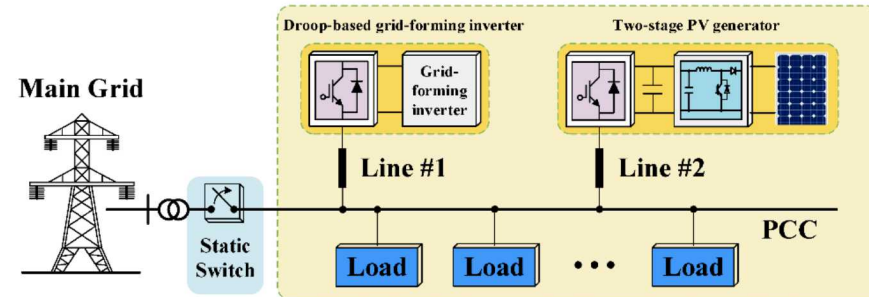 Droop-based grid-forming inverter
Two-stage PV generator
Main Grid
Grid-
forming
inverter
Line #1
Line #2
Static
Switch
PCC
Load
Load
Load